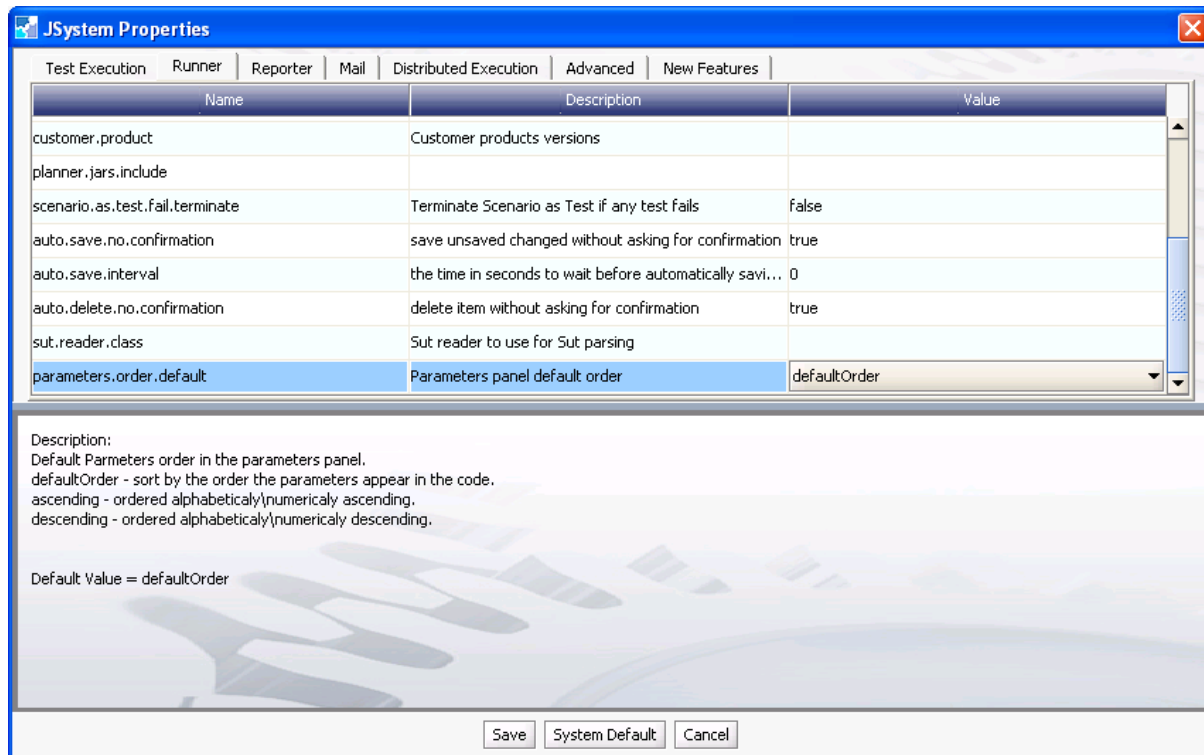 JSystem Properties
Test Execution Runner Reporter Mail Distributed Execution Advanced New Features
Name Description Value
customer.product Customer products versions
planner.jars.include
scenario.as.test.fail.terminate Terminate Scenario as Test if any test fails false
auto.save.no.confirmation save unsaved changed without asking for confirmation true
auto.save.interval the time in seconds to wait before automatically savi... 0
auto.delete.no.confirmation delete item without asking for confirmation true
sut.reader.class Sut reader to use for Sut parsing
parameters.order.default Parameters panel default order defaultOrder
Description:
Default Parmeters order in the parameters panel.
defaultOrder - sort by the order the parameters appear in the code.
ascending - ordered alphabeticaly\numericaly ascending.
descending - ordered alphabeticaly\numericaly descending.
Default Value = defaultOrder
Save System Default Cancel